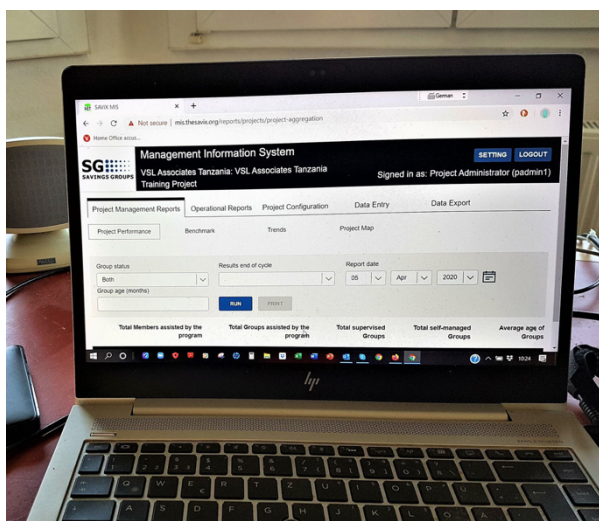 German
SAVIX MIS
Not secure | mis.thesavix.org/reports/projects/project-aggregation
Home Office accus...
SG
SAVINGS GROUPS
Management Information System
VSL Associates Tanzania: VSL Associates Tanzania
Training Project
SETTING LOGOUT
Signed in as: Project Administrator (padmin1)
Project Management Reports Operational Reports Project Configuration Data Entry Data Export
Project Performance Benchmark Trends Project Map
Group status Results end of cycle Report date
Both 05 Apr 2020
Group age (months)
RUN PRINT
Total Members assisted by the program
Total Groups assisted by the program
Total supervised Groups
Total self-managed Groups
Average age of Groups
10:24
hp
Q W E R T Z U I O P Ü
A S D F G H J K L Ö Ä